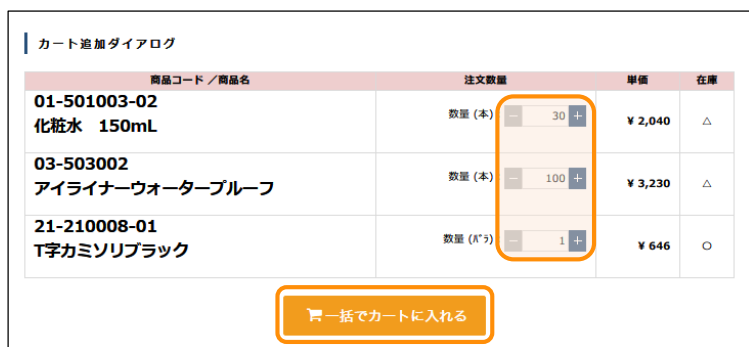 カート追加ダイアログ
商品コード ／商品名 注文数量 単価 在庫
01-501003-02
化粧水　150mL
数量 (本) − 30 + ¥ 2,040 △
03-503002
アイライナーウォータープルーフ
数量 (本) − 100 + ¥ 3,230 △
21-210008-01
T字カミソリブラック
数量 (ﾊﾞﾗ) − 1 + ¥ 646 ○
一括でカートに入れる